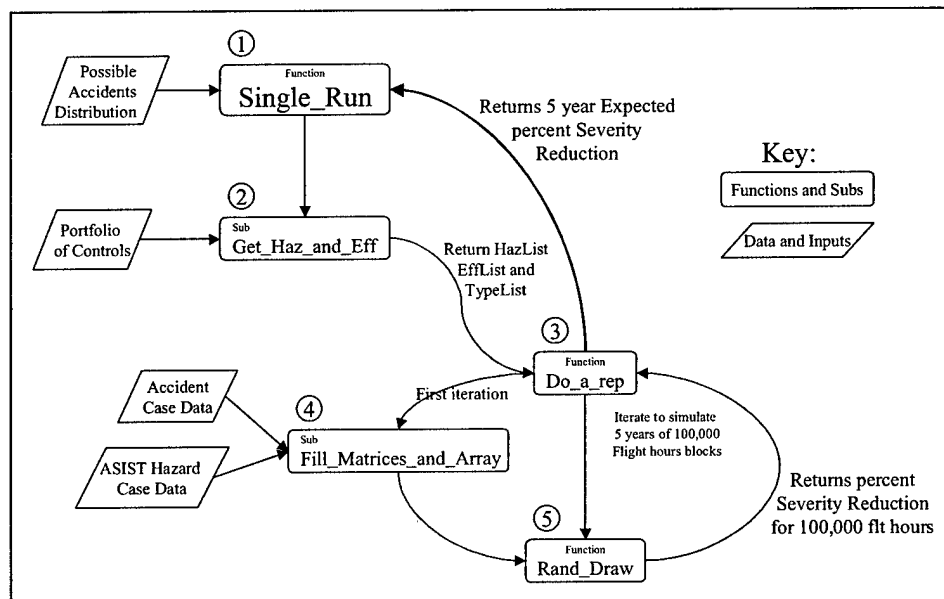 ①
Possible
Accidents
Distribution
Function
Single_Run
Returns 5 year Expected
percent Severity
Reduction
Key:
Functions and Subs
Data and Inputs
②
Portfolio
of Controls
Sub
Get_Haz_and_Eff
Return HazList
EffList and
TypeList
③
Function
Do_a_rep
First iteration
Accident
Case Data
④
Sub
Fill_Matrices_and_Array
ASIST Hazard
Case Data
Iterate to simulate
5 years of 100,000
Flight hours blocks
Returns percent
Severity Reduction
for 100,000 flt hours
⑤
Function
Rand_Draw